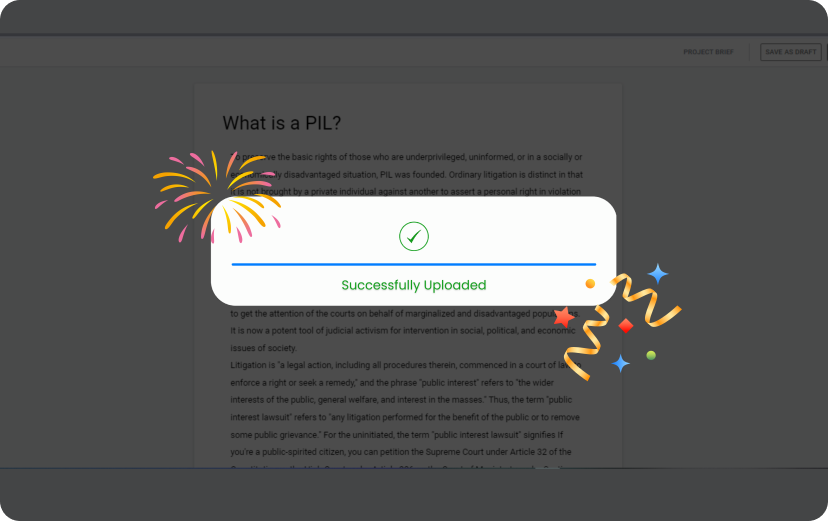 PROJECT BRIEF
SAVE AS DRAFT
What is a PIL?
To preserve the basic rights of those who are underprivileged, uninformed, or in a socially or
disadvantaged situation, PIL was founded. Ordinary litigation is distinct in that
it is not brought by a private individual against another to assert a personal right in violation
Successfully Uploaded
to get the attention of the courts on behalf of marginalized and disadvantaged populations.
It is now a potent tool of judicial activism for intervention in social, political, and economic
issues of society.
Litigation is "a legal action, including all procedures therein, commenced in a court of law
enforce a right or seek a remedy," and the phrase "public interest" refers to "the wider
interests of the public, general welfare, and interest in the masses." Thus, the term "public
interest lawsuit" refers to "any litigation performed for the benefit of the public or to remove
some public grievance." For the uninitiated, the term "public interest lawsuit" signifies If
you're a public-spirited citizen, you can petition the Supreme Court under Article 32 of the